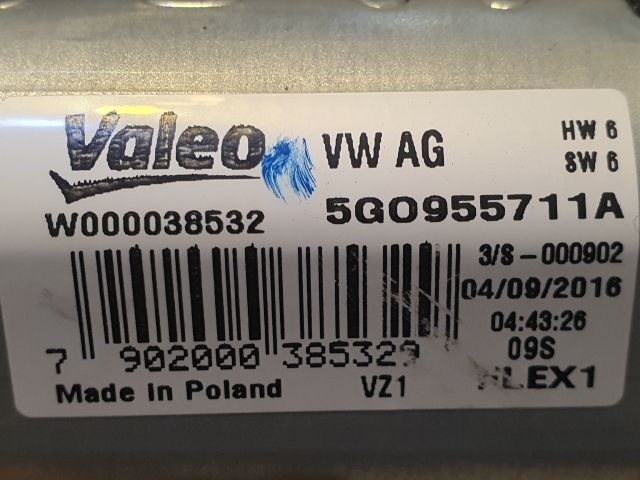 Valeo VW AG HW 6
SW 6
W000038532 5G0955711A
3/S-000902
04/09/2016
04:43:26
7 902000 385329 09S
Made in Poland VZ1 FLEX1